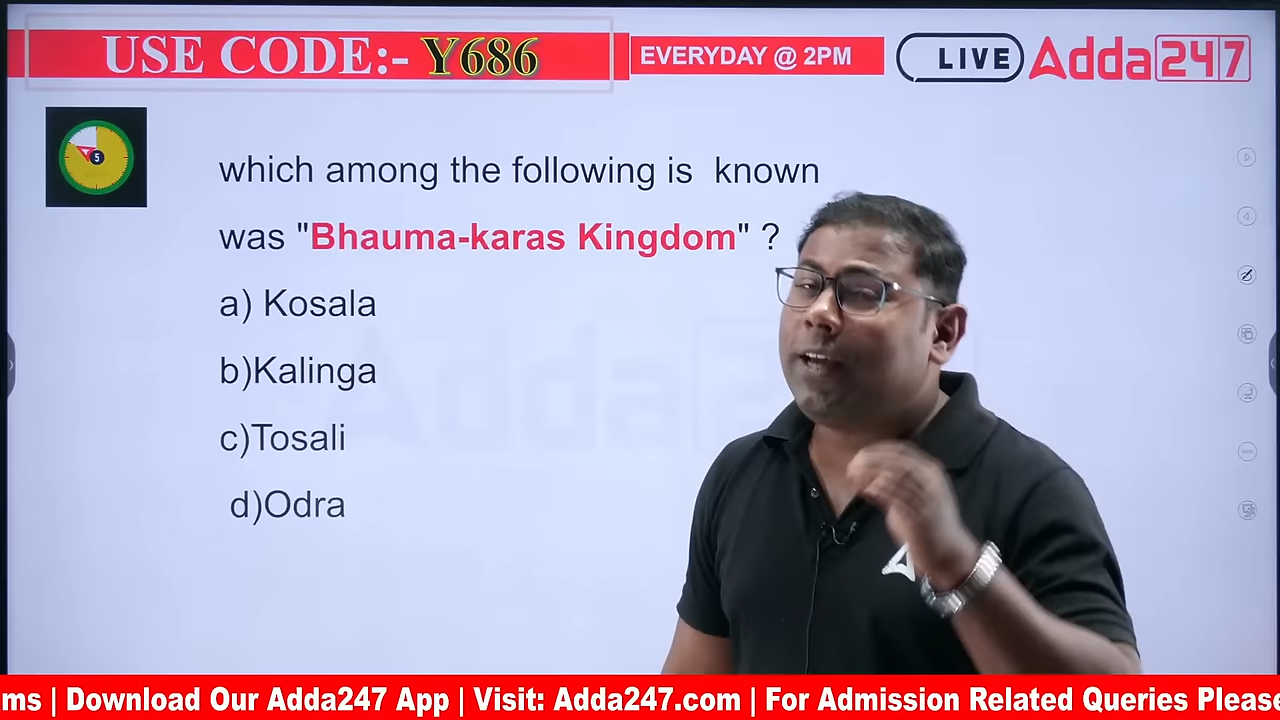 USE CODE:- Y686
EVERYDAY @ 2PM
LIVE
Adda247
5
which among the following is known
was "Bhauma-karas Kingdom" ?
a) Kosala
b)Kalinga
c)Tosali
d)Odra
ms | Download Our Adda247 App | Visit: Adda247.com | For Admission Related Queries Please